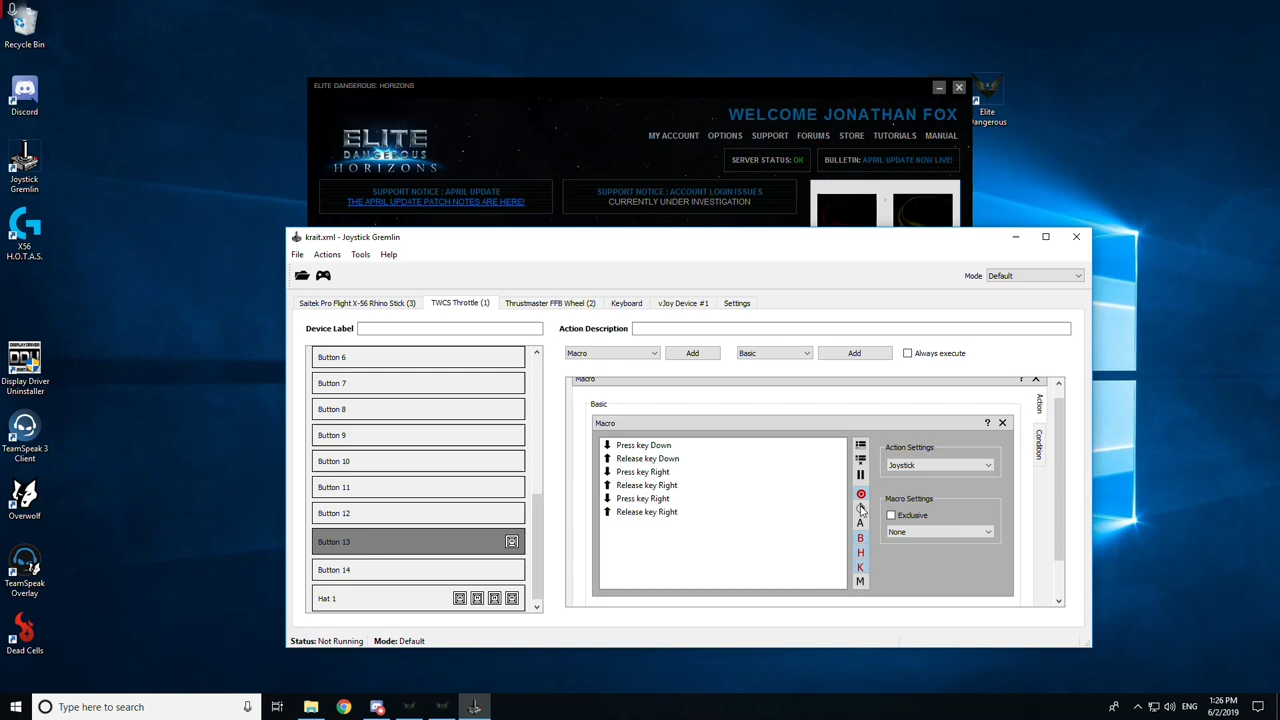 Recycle Bin
Discord
Joystick
Gremlin
X56
H.O.T.A.S.
Display Driver
Uninstaller
TeamSpeak 3
Client
Overwolf
TeamSpeak
Overlay
Dead Cells
Elite
Dangerous
ELITE DANGEROUS: HORIZONS
WELCOME JONATHAN FOX
ELITE
DANGEROUS
HORIZONS
MY ACCOUNT OPTIONS SUPPORT FORUMS STORE TUTORIALS MANUAL
SERVER STATUS: OK
BULLETIN: APRIL UPDATE NOW LIVE!
SUPPORT NOTICE : APRIL UPDATE
THE APRIL UPDATE PATCH NOTES ARE HERE!
SUPPORT NOTICE : ACCOUNT LOGIN ISSUES
CURRENTLY UNDER INVESTIGATION
krait.xml - Joystick Gremlin
File Actions Tools Help
Mode Default
Saitek Pro Flight X-56 Rhino Stick (3) TWCS Throttle (1) Thrustmaster FFB Wheel (2) Keyboard vJoy Device #1 Settings
Device Label
Action Description
Macro Add Basic Add Always execute
Button 6
Button 7
Button 8
Button 9
Button 10
Button 11
Button 12
Button 13
Button 14
Hat 1
Macro ?
Action
Condition
Basic
Macro ?
Press key Down
Release key Down
Press key Right
Release key Right
Press key Right
Release key Right
A
B
H
K
M
Action Settings
Joystick
Macro Settings
Exclusive
None
Status: Not Running Mode: Default
Type here to search
1:26 PM
6/2/2019